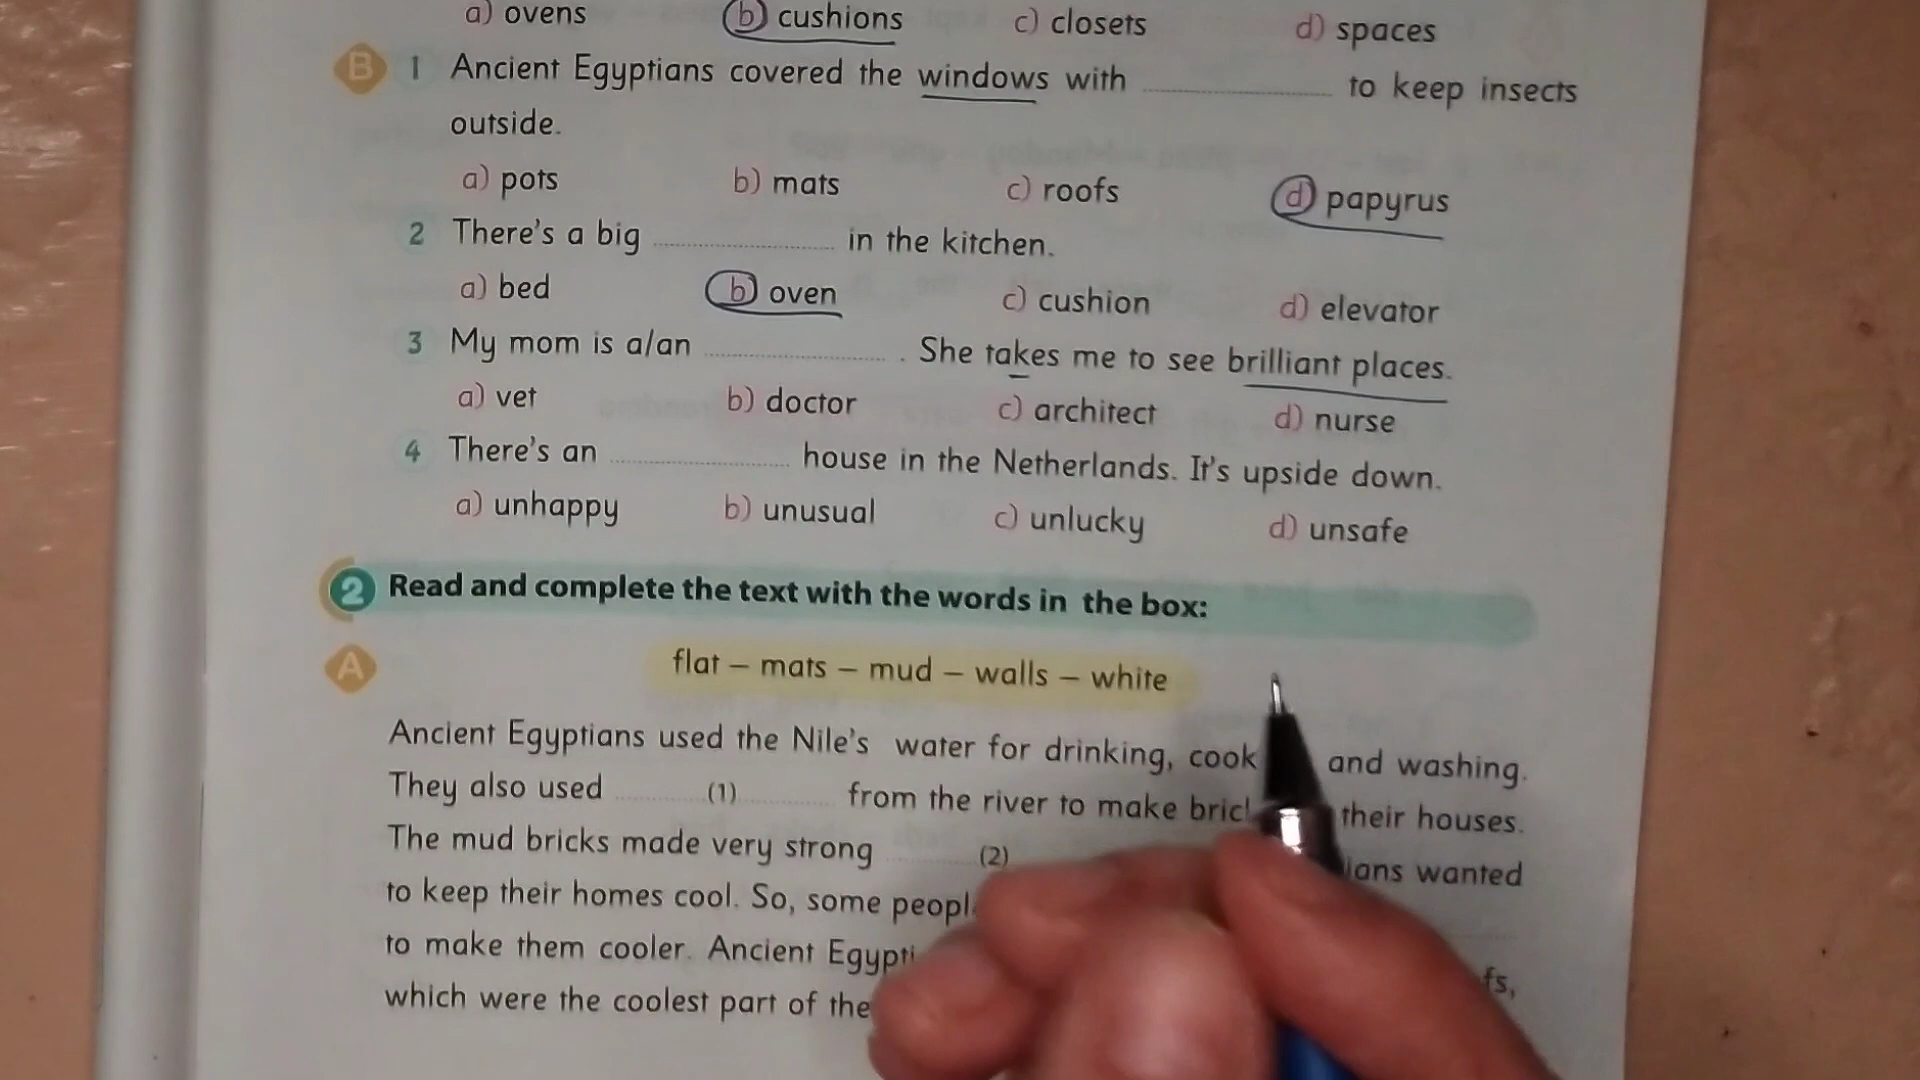 a) ovens b) cushions c) closets d) spaces
B 1 Ancient Egyptians covered the windows with to keep insects
outside.
a) pots b) mats c) roofs d) papyrus
2 There's a big in the kitchen.
a) bed b) oven c) cushion d) elevator
3 My mom is a/an . She takes me to see brilliant places.
a) vet b) doctor c) architect d) nurse
4 There's an house in the Netherlands. It's upside down.
a) unhappy b) unusual c) unlucky d) unsafe
2 Read and complete the text with the words in the box:
A flat – mats – mud – walls – white
Ancient Egyptians used the Nile's water for drinking, cook and washing.
They also used (1) from the river to make their houses.
The mud bricks made very strong (2) wanted
to keep their homes cool. So, some
to make them cooler. Ancient
which were the coolest part of the